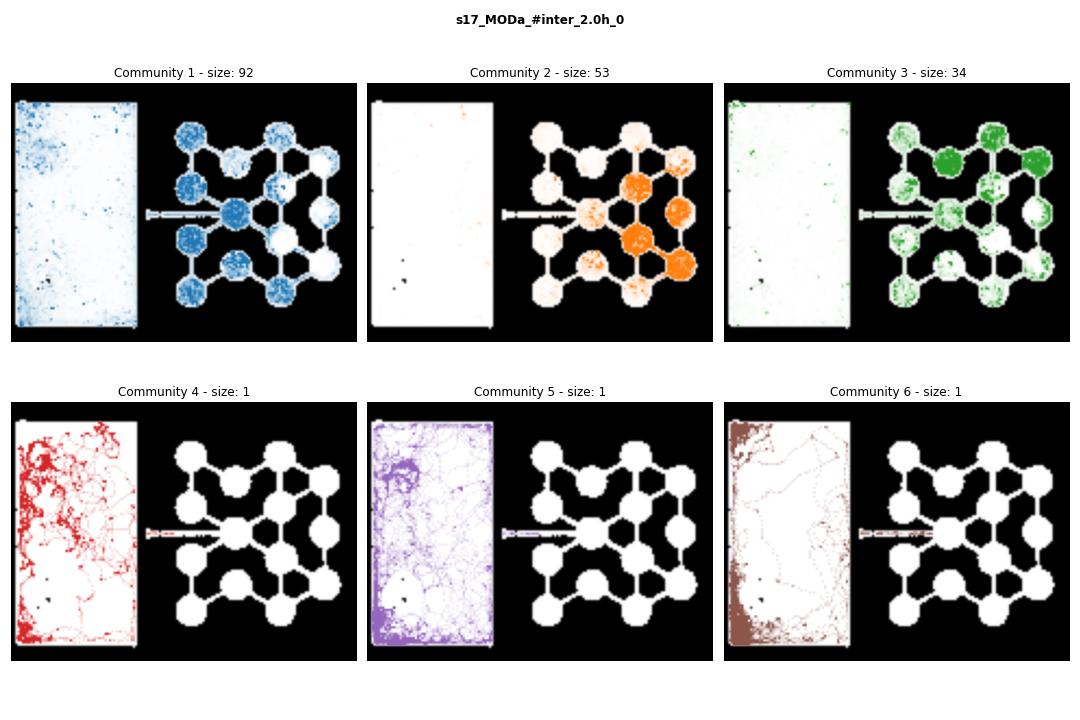 s17_MODa_#inter_2.0h_0
Community 1 - size: 92
Community 2 - size: 53
Community 3 - size: 34
Community 4 - size: 1
Community 5 - size: 1
Community 6 - size: 1